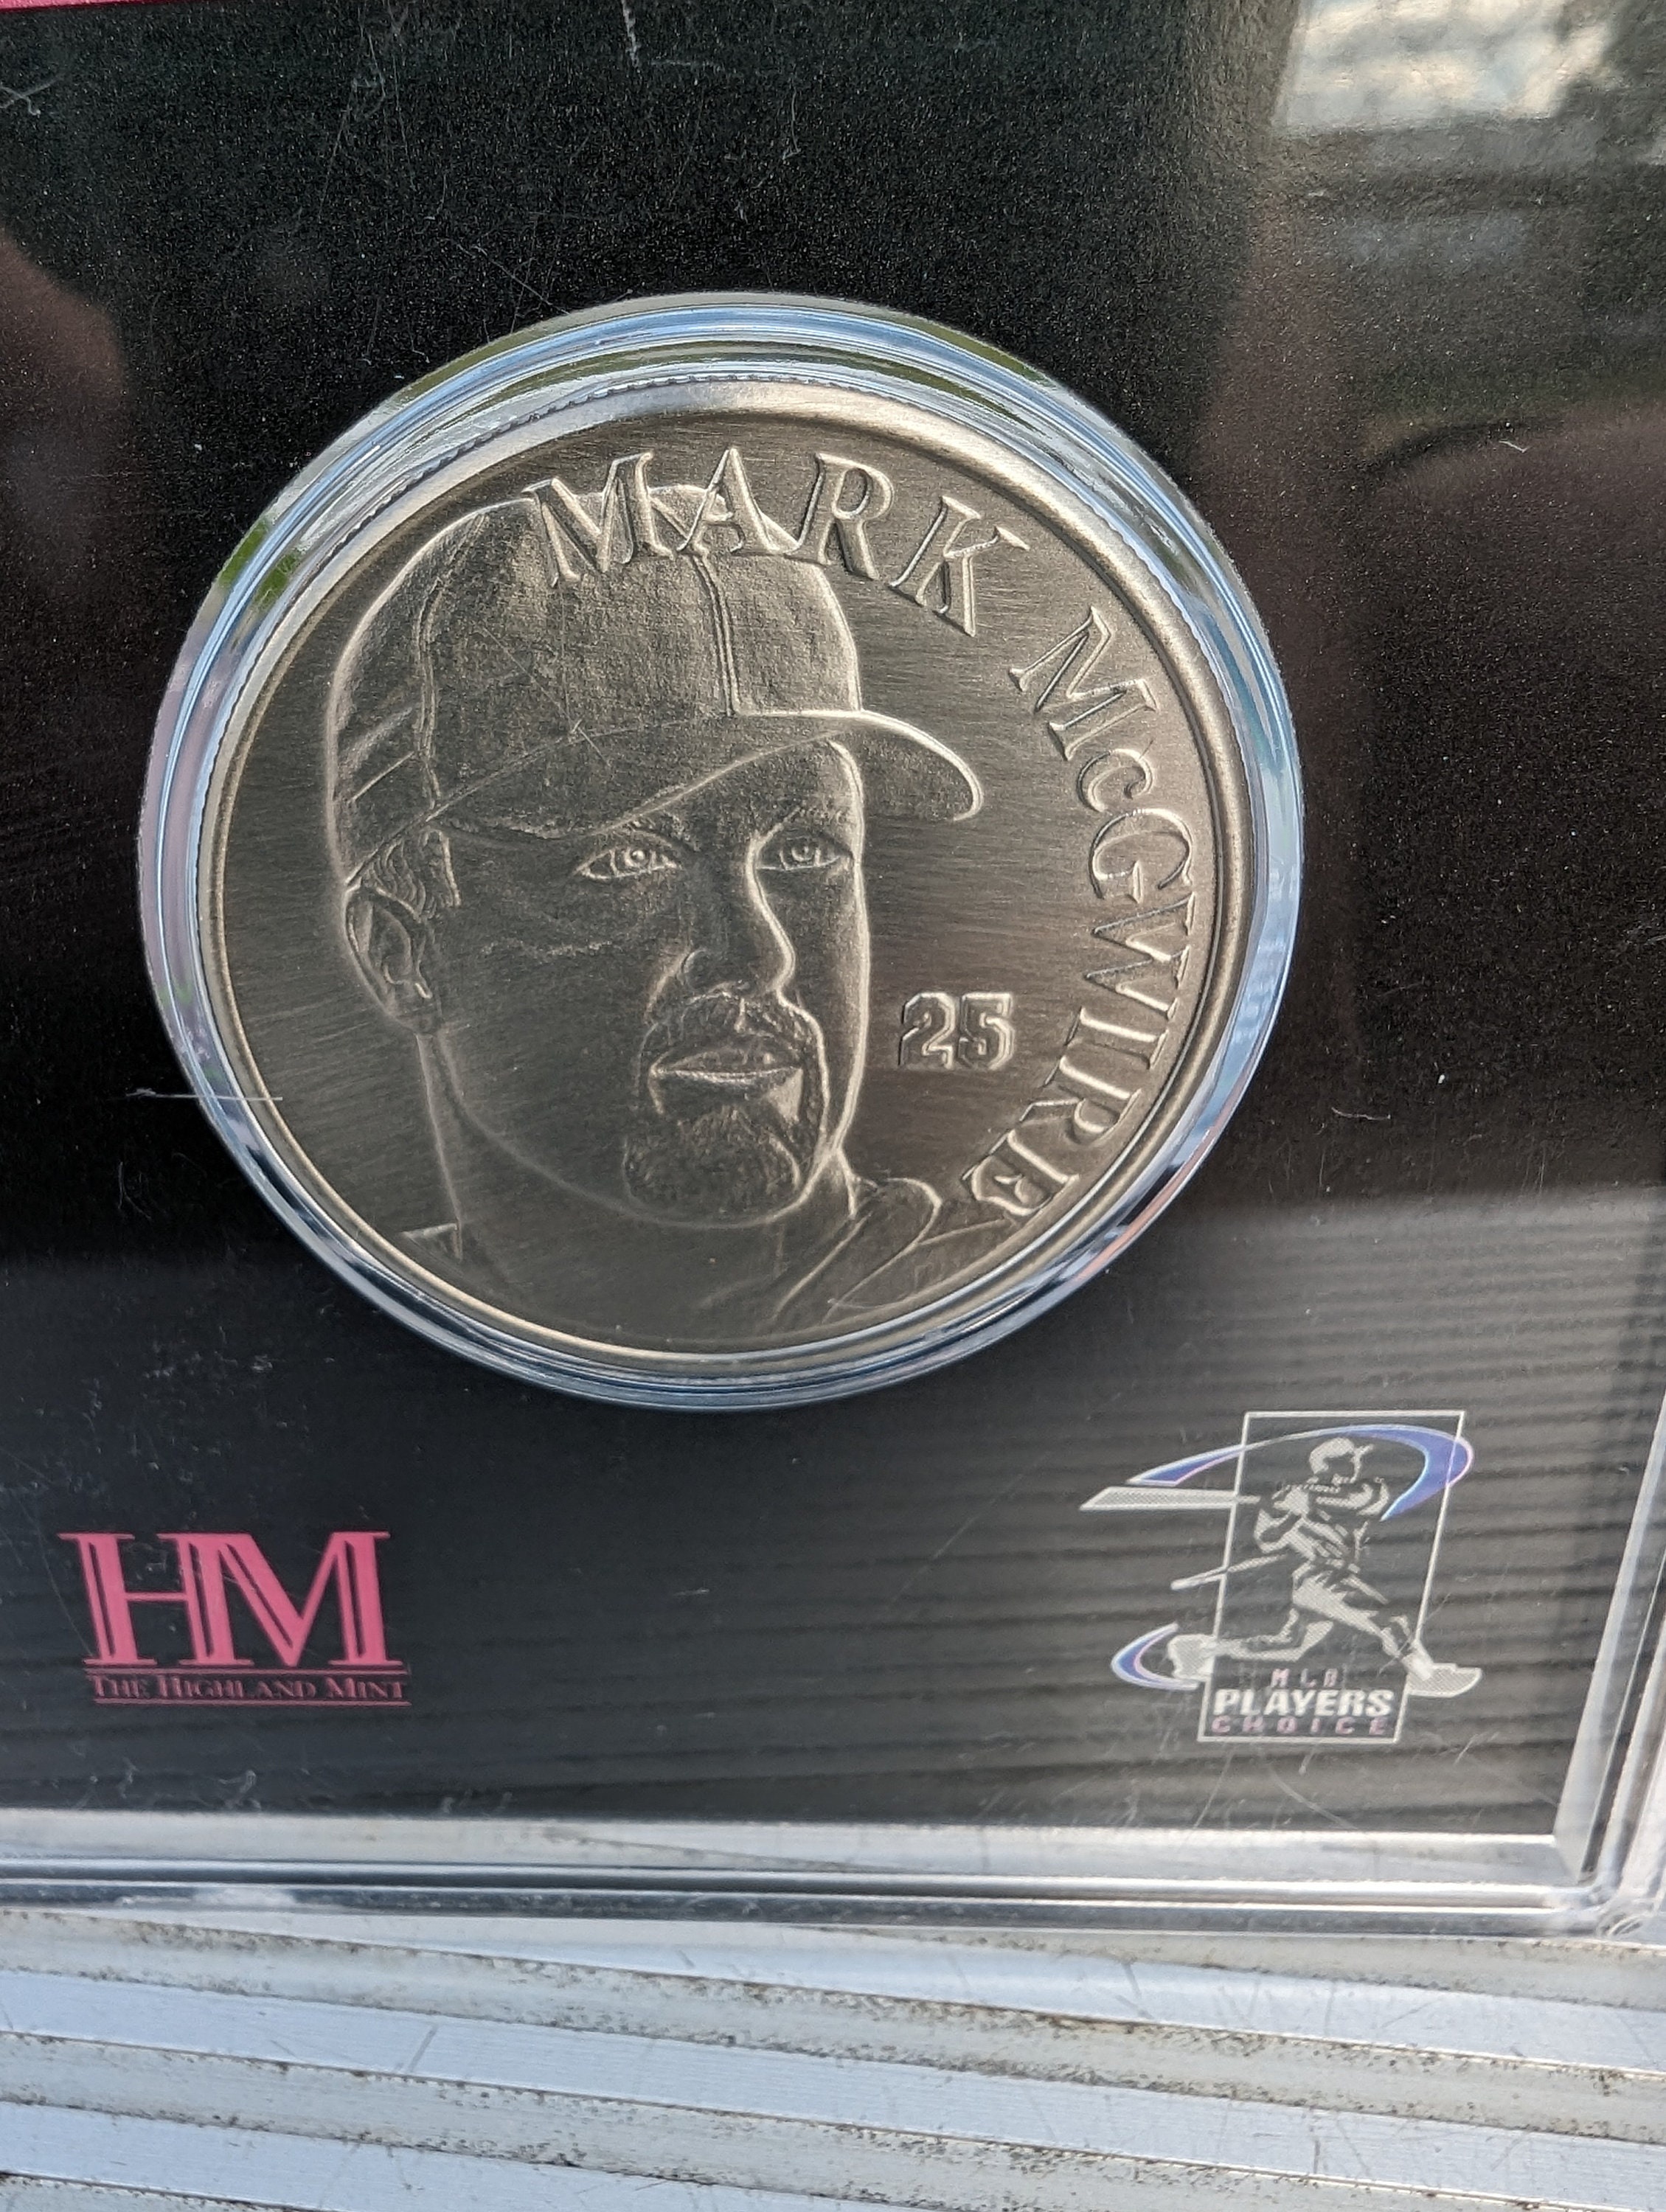 MARK McGWIRE
25
HM
THE HIGHLAND MINT
MLB
PLAYERS
CHOICE